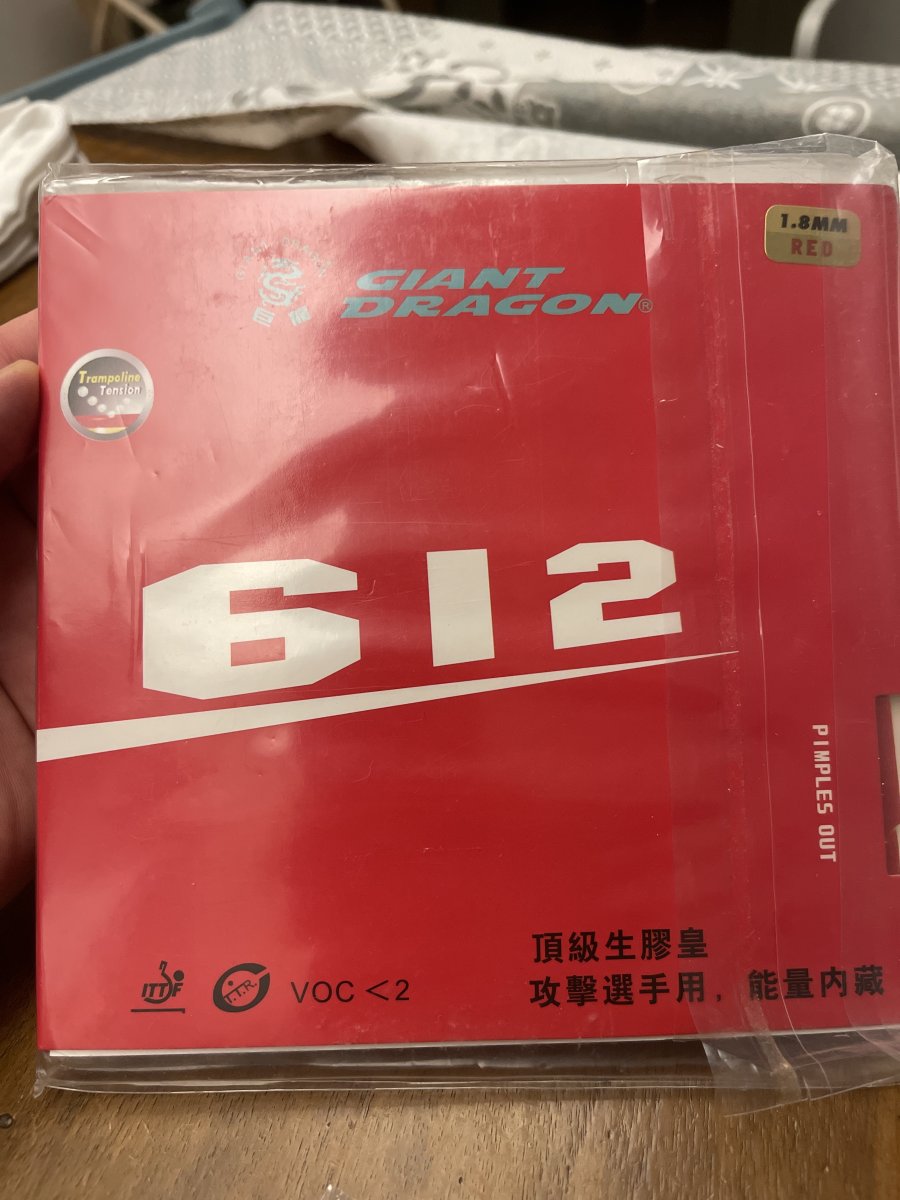 1.8MM
RED
GIANT
DRAGON®
Trampoline
Tension
612
PIMPLES OUT
頂級生膠皇
攻擊選手用，能量内藏
ITTF
T.T.R.
VOC <2